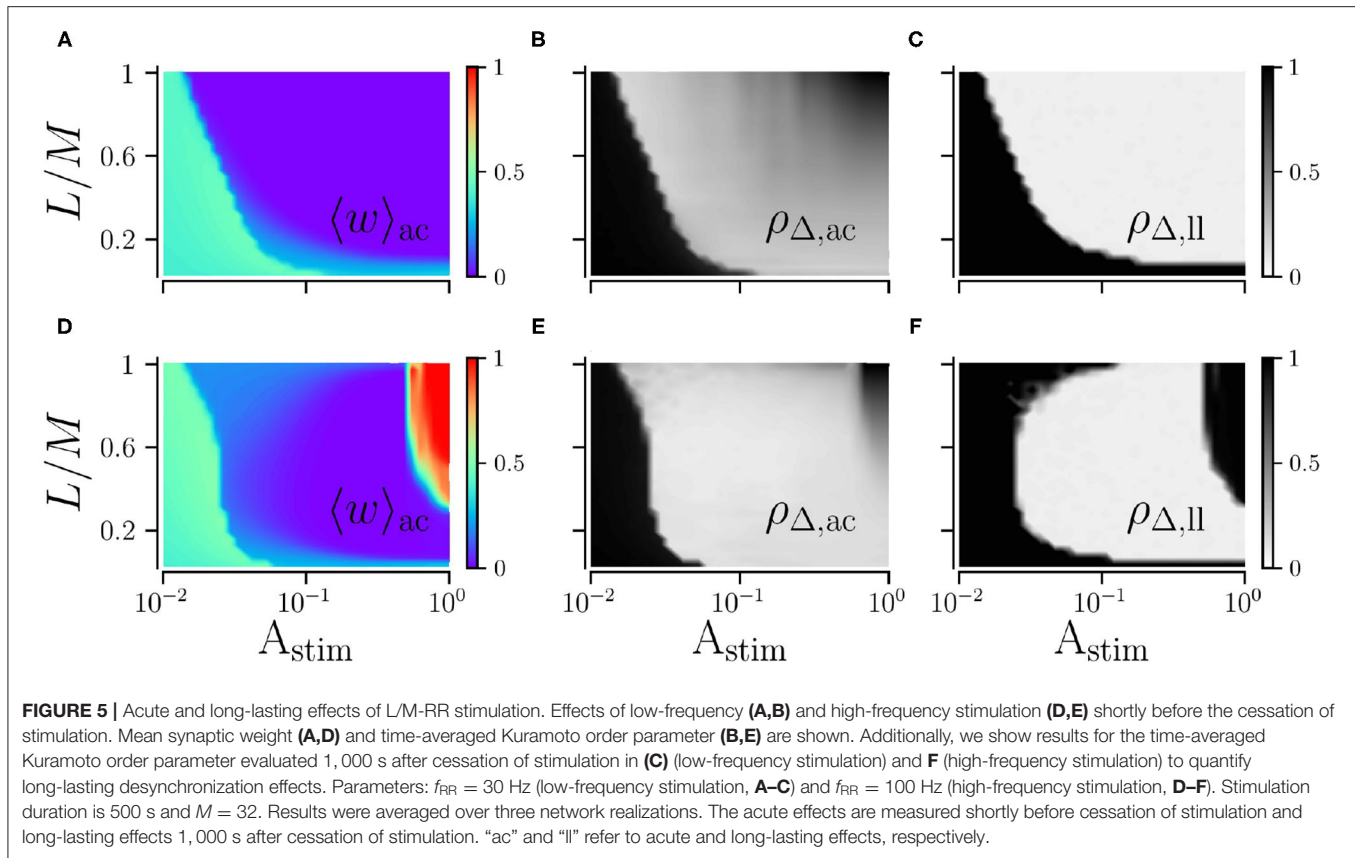 A
B
C
1
0.6
0.2
L/M
⟨w⟩ac
1
0.5
0
ρΔ,ac
ρΔ,ll
1
0.5
0
D
E
F
1
0.6
0.2
L/M
⟨w⟩ac
1
0.5
0
ρΔ,ac
ρΔ,ll
1
0.5
0
10⁻² 10⁻¹ 10⁰
10⁻² 10⁻¹ 10⁰
10⁻² 10⁻¹ 10⁰
Astim
Astim
Astim
FIGURE 5 | Acute and long-lasting effects of L/M-RR stimulation. Effects of low-frequency (A,B) and high-frequency stimulation (D,E) shortly before the cessation of
stimulation. Mean synaptic weight (A,D) and time-averaged Kuramoto order parameter (B,E) are shown. Additionally, we show results for the time-averaged
Kuramoto order parameter evaluated 1, 000 s after cessation of stimulation in (C) (low-frequency stimulation) and F (high-frequency stimulation) to quantify
long-lasting desynchronization effects. Parameters: fRR = 30 Hz (low-frequency stimulation, A–C) and fRR = 100 Hz (high-frequency stimulation, D–F). Stimulation
duration is 500 s and M = 32. Results were averaged over three network realizations. The acute effects are measured shortly before cessation of stimulation and
long-lasting effects 1, 000 s after cessation of stimulation. “ac” and “ll” refer to acute and long-lasting effects, respectively.